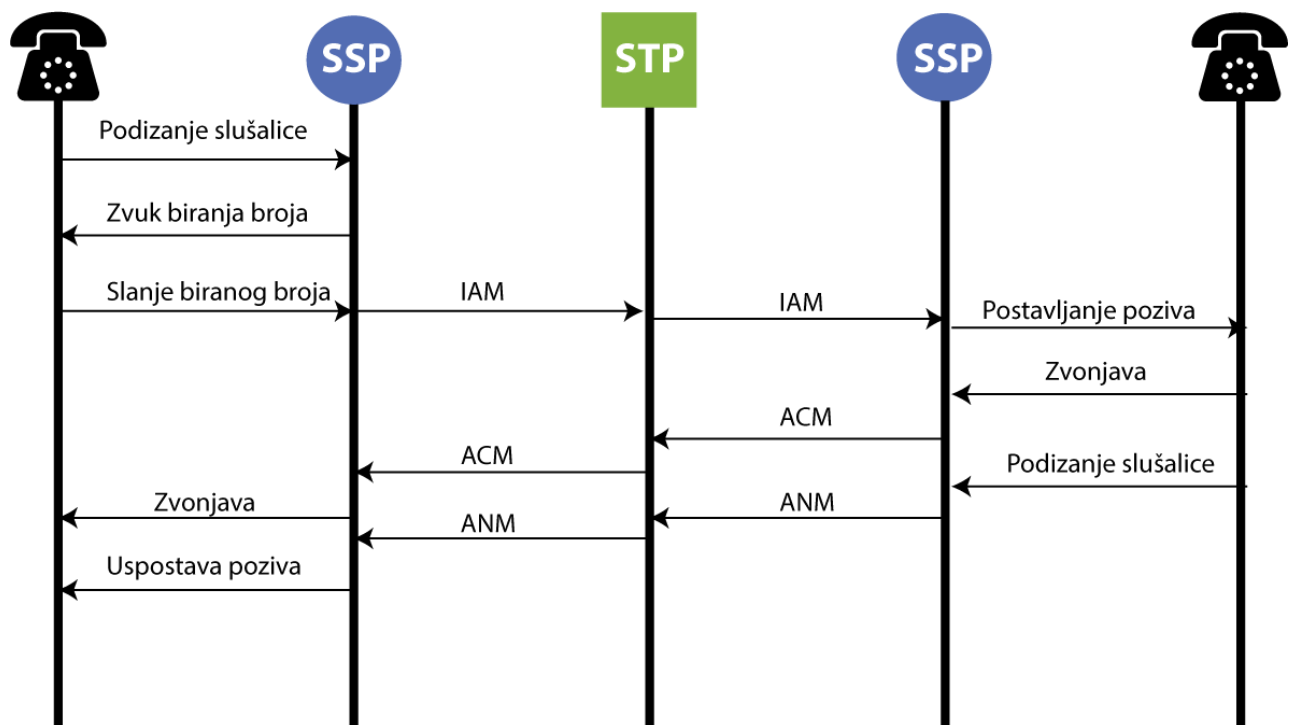 SSP
STP
SSP
Podizanje slušalice
Zvuk biranja broja
Slanje biranog broja
IAM
IAM
Postavljanje poziva
Zvonjava
ACM
ACM
Podizanje slušalice
Zvonjava
ANM
ANM
Uspostava poziva